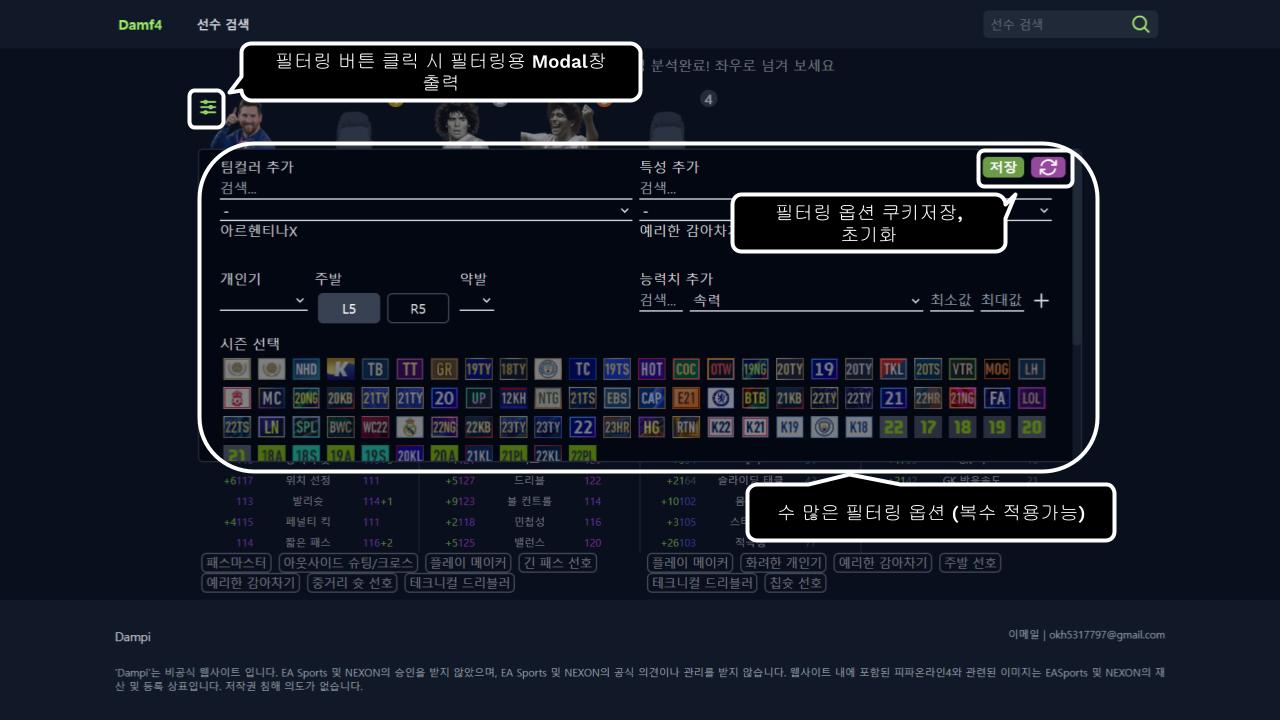 Damf4 선수 검색 선수 검색
필터링 버튼 클릭 시 필터링용 Modal창
출력
분석완료! 좌우로 넘겨 보세요
4
팀컬러 추가 특성 추가 저장
검색... 검색...
- -
필터링 옵션 쿠키저장,
초기화
아르헨티나X 예리한 감아차
개인기 주발 약발 능력치 추가
L5 R5 검색... 속력 최소값 최대값 +
시즌 선택
NHD K TB TT GR 19TY 18TY TC 19TS HOT COC OTW 19NG 20TY 19 20TY TKL 20TS VTR MOG LH
MC 20NG 20KB 21TY 21TY 20 UP 12KH NTG 21TS EBS CAP E21 BTB 21KB 22TY 22TY 21 22HR 21NG FA LOL
22TS LN SPL BWC WC22 22NG 22KB 23TY 23TY 22 23HR HG RTN K22 K21 K19 K18 22 17 18 19 20
21 18A 18S 19A 19S 20KL 20A 21KL 21PL 22KL 22PL
+6117 위치 선정 111 +5127 드리블 122 +2164 슬라이딩 태클 GK 반응속도
113 발리슛 114+1 +9123 볼 컨트롤 114 +10102
+4115 페널티 킥 111 +2118 민첩성 116 +3105
114 짧은 패스 116+2 +5125 밸런스 120 +26103
수 많은 필터링 옵션 (복수 적용가능)
패스마스터 아웃사이드 슈팅/크로스 플레이 메이커 긴 패스 선호 플레이 메이커 화려한 개인기 예리한 감아차기 주발 선호
예리한 감아차기 중거리 슛 선호 테크니컬 드리블러 테크니컬 드리블러 칩슛 선호
Dampi 이메일 | okh5317797@gmail.com
'Dampi'는 비공식 웹사이트 입니다. EA Sports 및 NEXON의 승인을 받지 않았으며, EA Sports 및 NEXON의 공식 의견이나 관리를 받지 않습니다. 웹사이트 내에 포함된 피파온라인4와 관련된 이미지는 EASports 및 NEXON의 재
산 및 등록 상표입니다. 저작권 침해 의도가 없습니다.